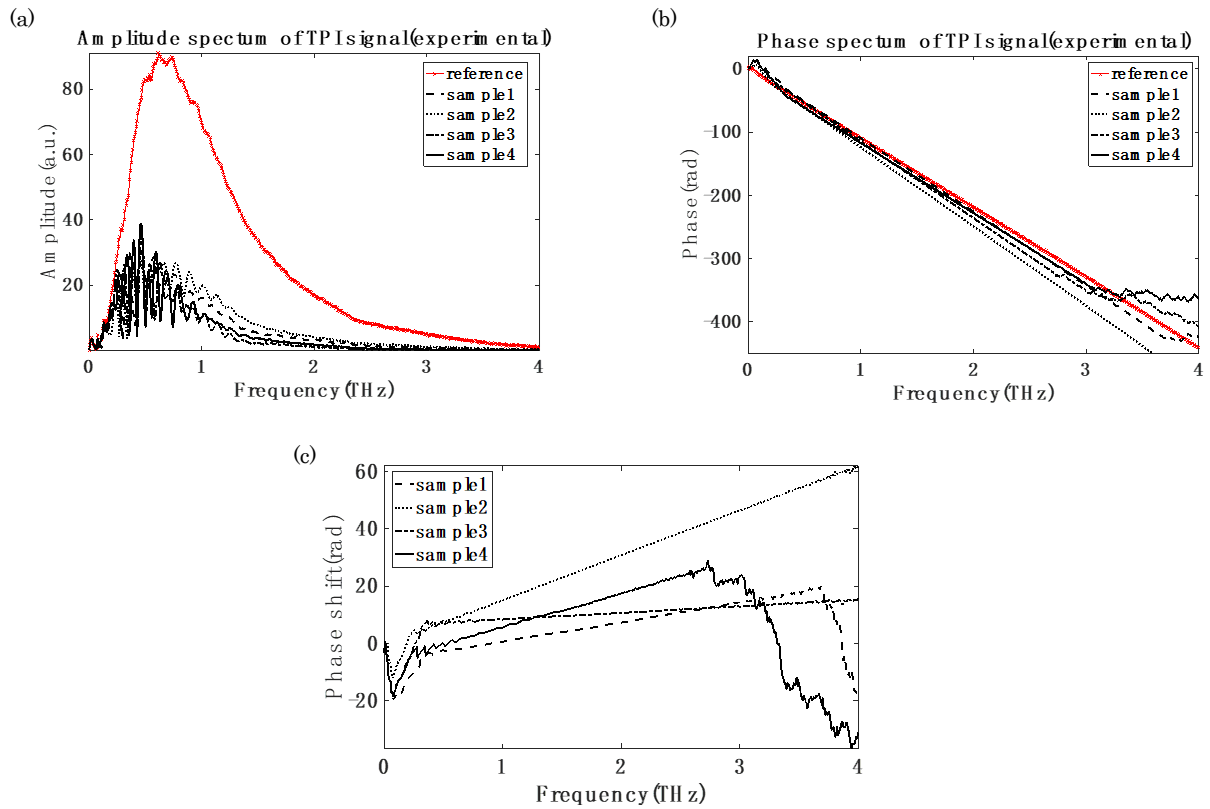 (a)
Amplitude spectum of TPI signal(experimental)
reference
sample1
sample2
sample3
sample4
80
60
40
20
0 1 2 3 4
Amplitude (a.u.)
Frequency (THz)
(b)
Phase spectum of TPI signal(experimental)
reference
sample1
sample2
sample3
sample4
0
-100
-200
-300
-400
0 1 2 3 4
Phase (rad)
Frequency (THz)
(c)
sample1
sample2
sample3
sample4
60
40
20
0
-20
0 1 2 3 4
Phase shift(rad)
Frequency (THz)